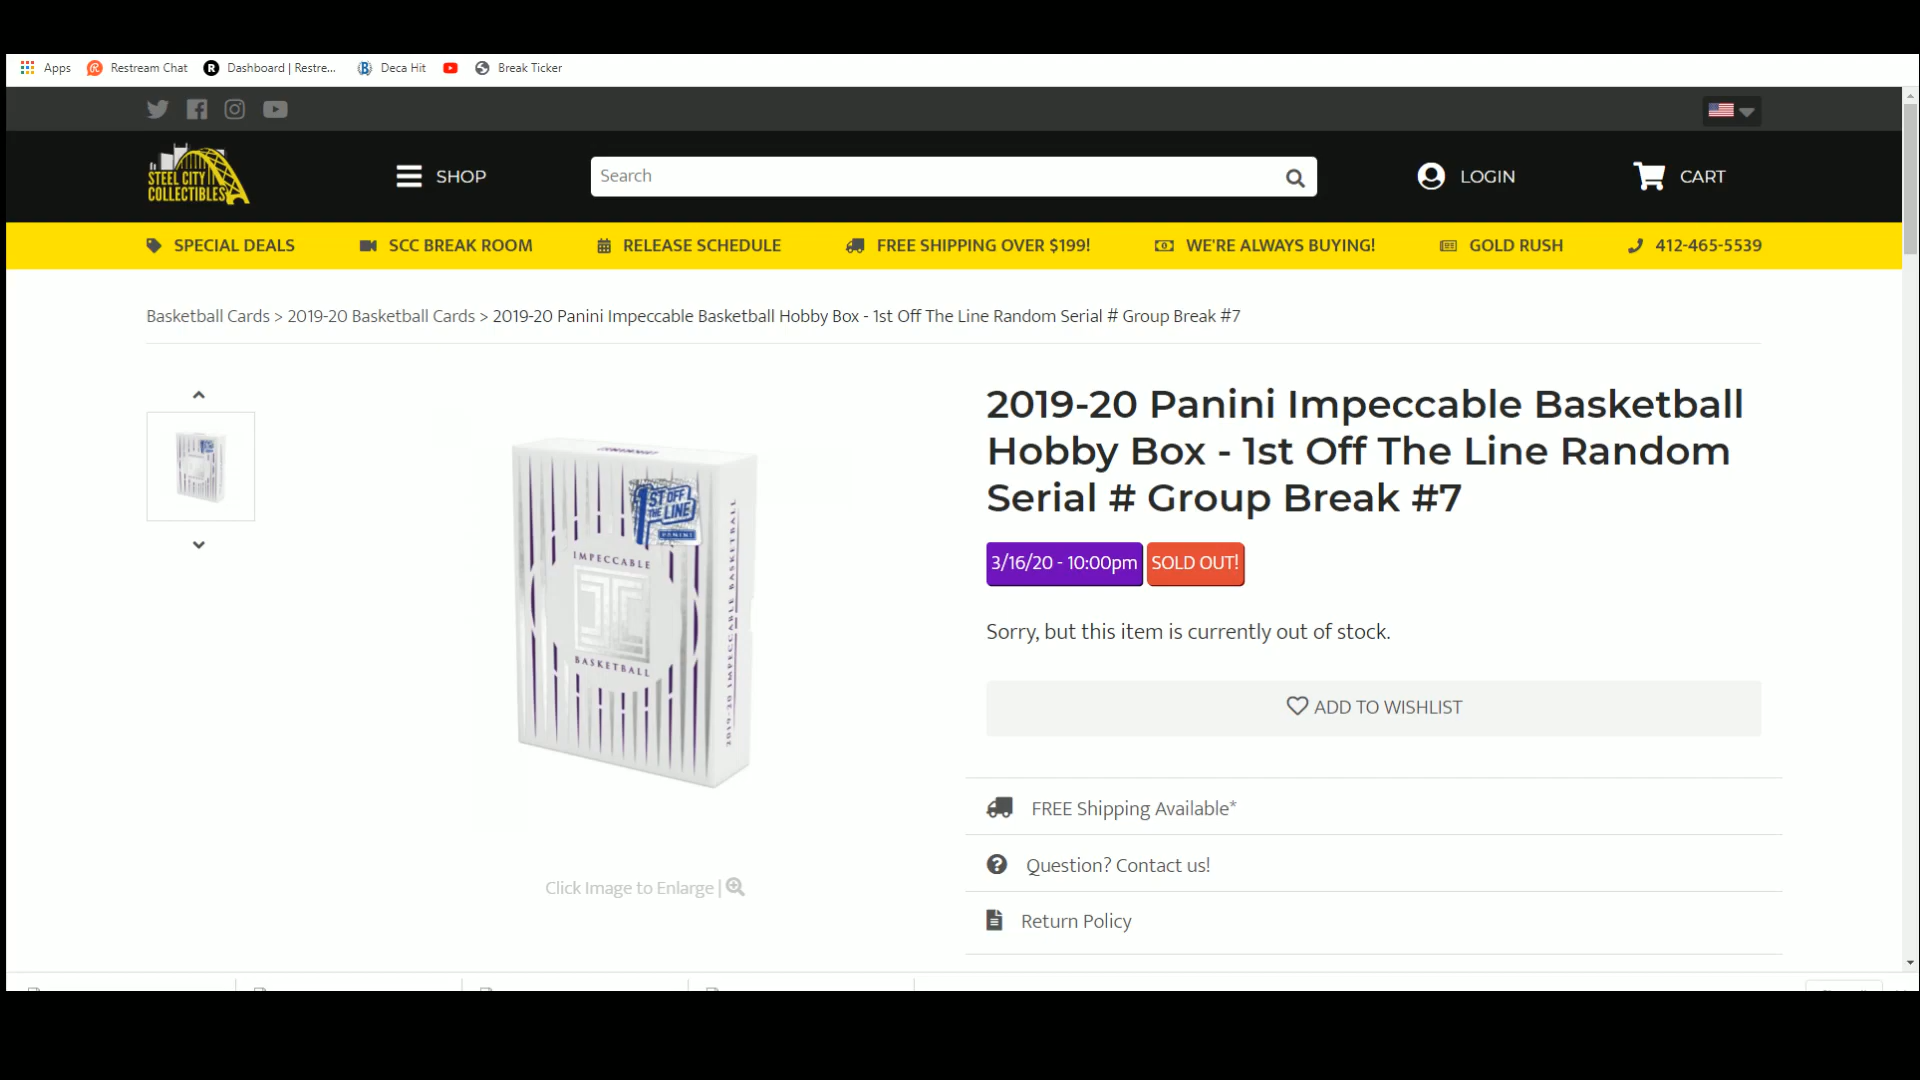 Apps Restream Chat Dashboard | Restre... Deca Hit Break Ticker
STEEL CITY
COLLECTIBLES
SHOP
Search
LOGIN
CART
SPECIAL DEALS SCC BREAK ROOM RELEASE SCHEDULE FREE SHIPPING OVER $199! WE'RE ALWAYS BUYING! GOLD RUSH 412-465-5539
Basketball Cards > 2019-20 Basketball Cards > 2019-20 Panini Impeccable Basketball Hobby Box - 1st Off The Line Random Serial # Group Break #7
1ST OFF
THE LINE
PANINI
IMPECCABLE
BASKETBALL
2019-20 IMPECCABLE BASKETBALL
Click Image to Enlarge |
2019-20 Panini Impeccable Basketball
Hobby Box - 1st Off The Line Random
Serial # Group Break #7
3/16/20 - 10:00pm SOLD OUT!
Sorry, but this item is currently out of stock.
ADD TO WISHLIST
FREE Shipping Available*
Question? Contact us!
Return Policy